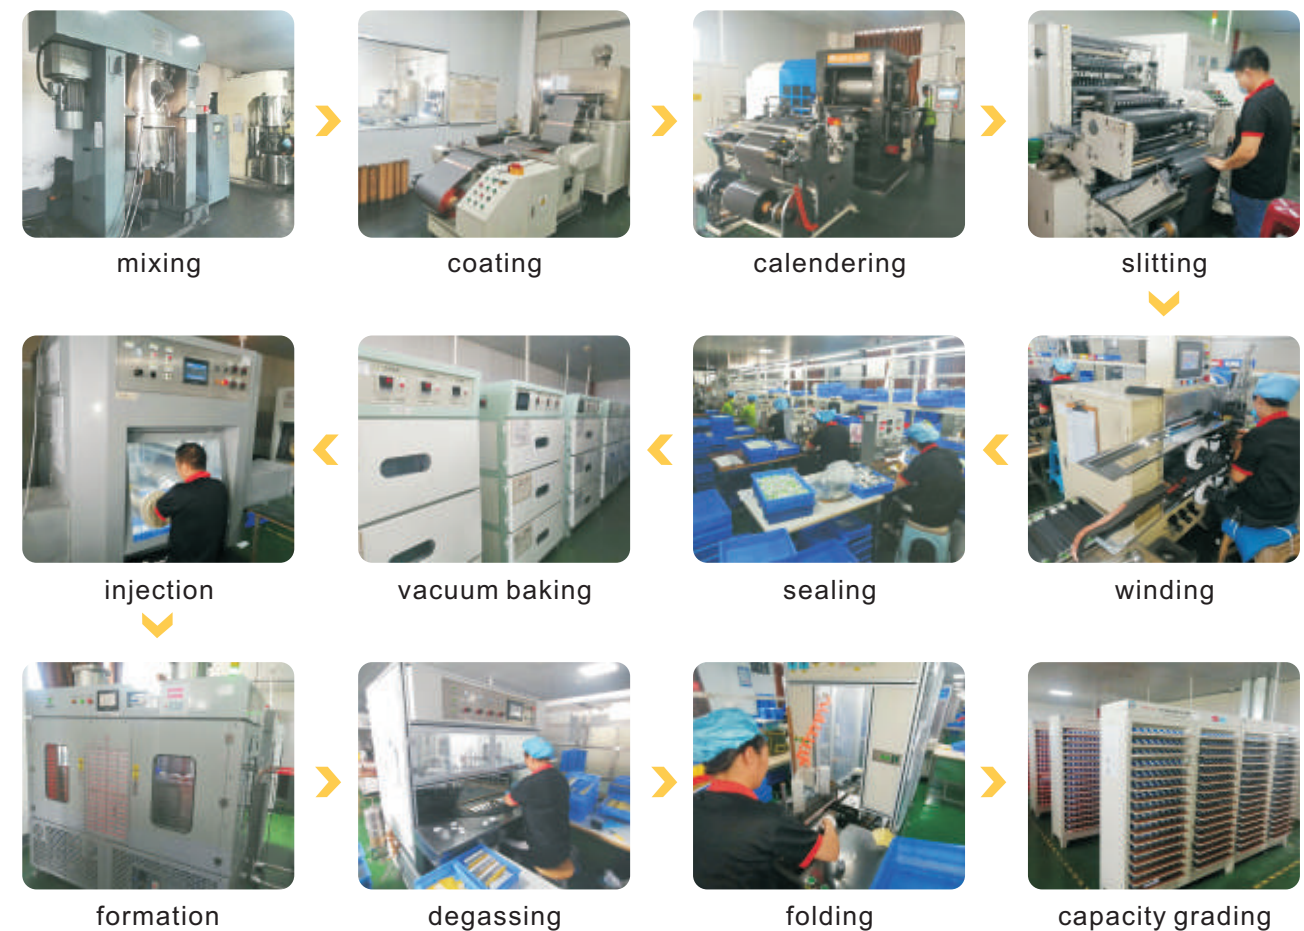 mixing
coating
calendering
slitting
injection
vacuum baking
sealing
winding
formation
degassing
folding
capacity grading